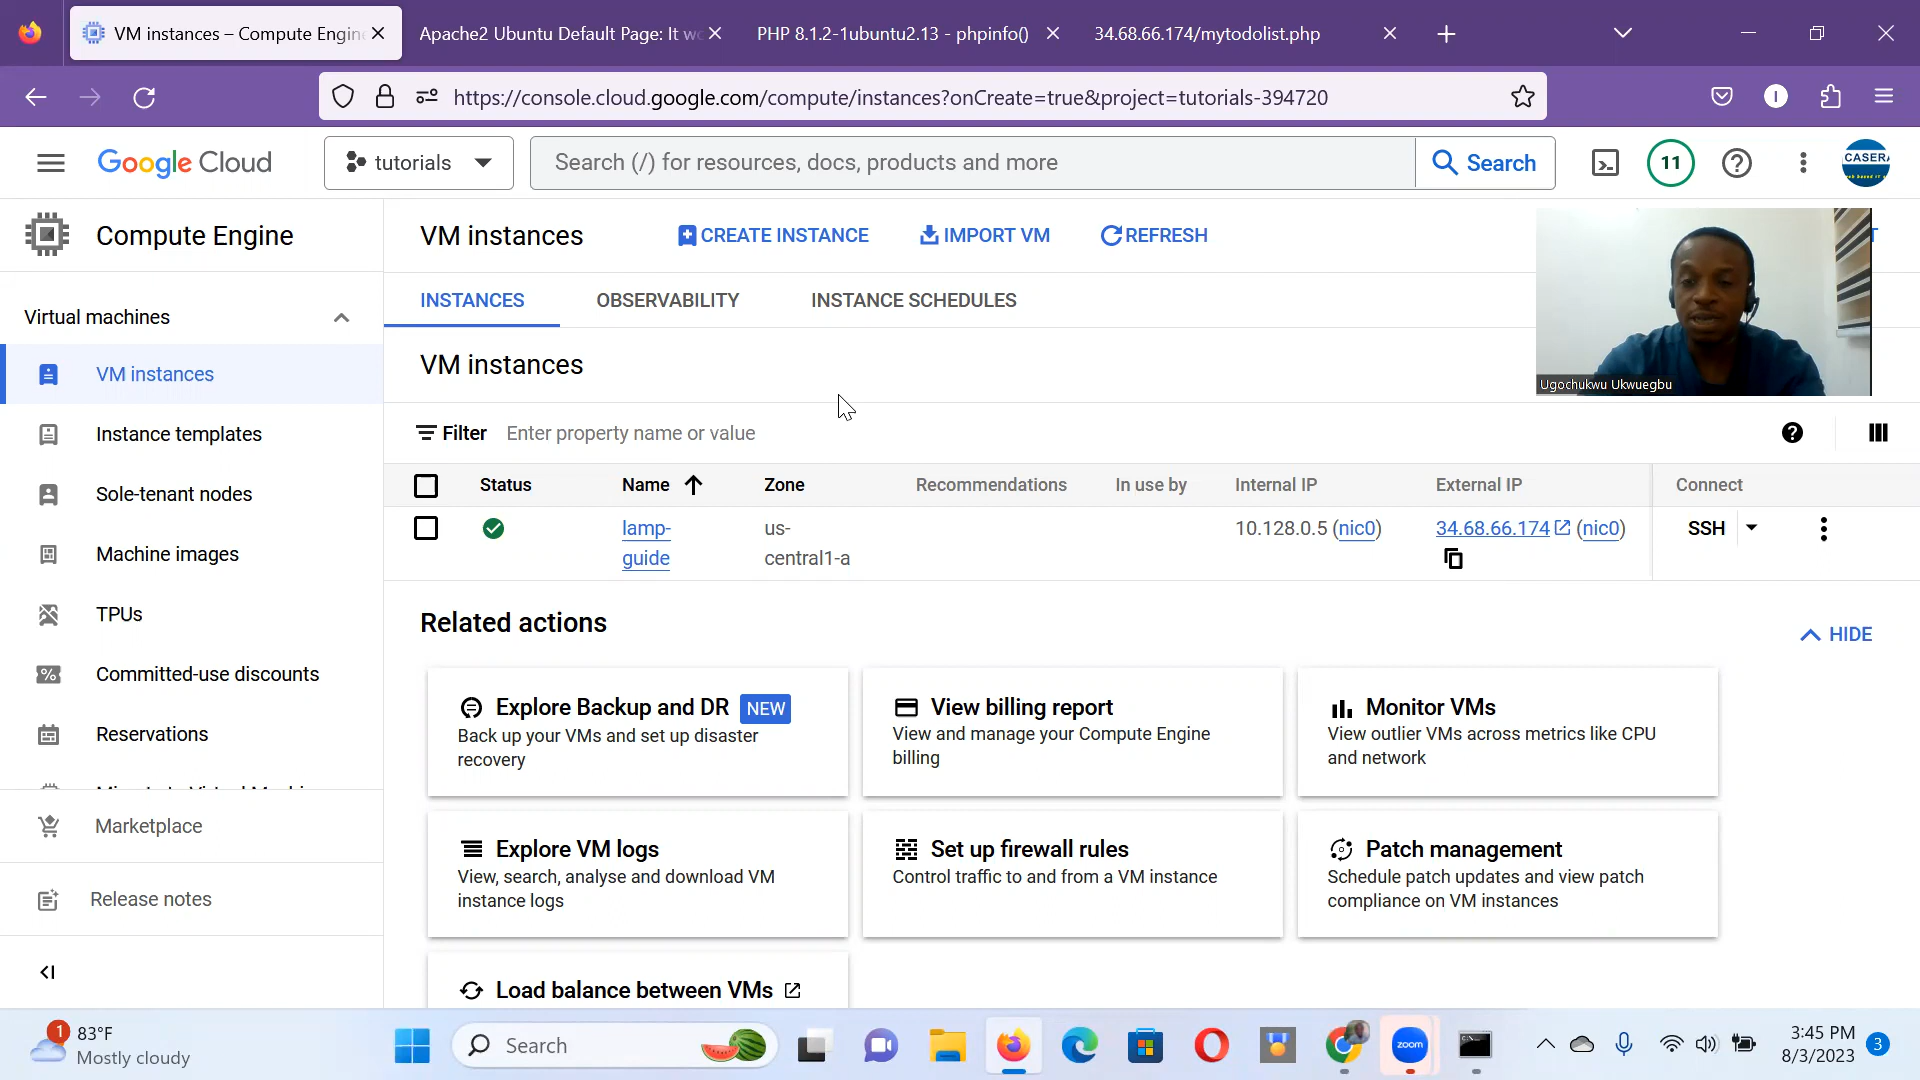 VM instances – Compute Engin
Apache2 Ubuntu Default Page: It wo
PHP 8.1.2-1ubuntu2.13 - phpinfo()
34.68.66.174/mytodolist.php
https://console.cloud.google.com/compute/instances?onCreate=true&project=tutorials-394720
Google Cloud
tutorials
Search (/) for resources, docs, products and more
Search
11
CASERA
Compute Engine
VM instances
CREATE INSTANCE
IMPORT VM
REFRESH
INSTANCES
OBSERVABILITY
INSTANCE SCHEDULES
Ugochukwu Ukwuegbu
Virtual machines
VM instances
Instance templates
Sole-tenant nodes
Machine images
TPUs
Committed-use discounts
Reservations
Marketplace
Release notes
VM instances
Filter
Enter property name or value
Status
Name
Zone
Recommendations
In use by
Internal IP
External IP
Connect
lamp-
guide
us-
central1-a
10.128.0.5 (nic0)
34.68.66.174 (nic0)
SSH
Related actions
HIDE
Explore Backup and DR NEW
Back up your VMs and set up disaster
recovery
View billing report
View and manage your Compute Engine
billing
Monitor VMs
View outlier VMs across metrics like CPU
and network
Explore VM logs
View, search, analyse and download VM
instance logs
Set up firewall rules
Control traffic to and from a VM instance
Patch management
Schedule patch updates and view patch
compliance on VM instances
Load balance between VMs
1
83°F
Mostly cloudy
Search
zoom
3:45 PM
8/3/2023
3